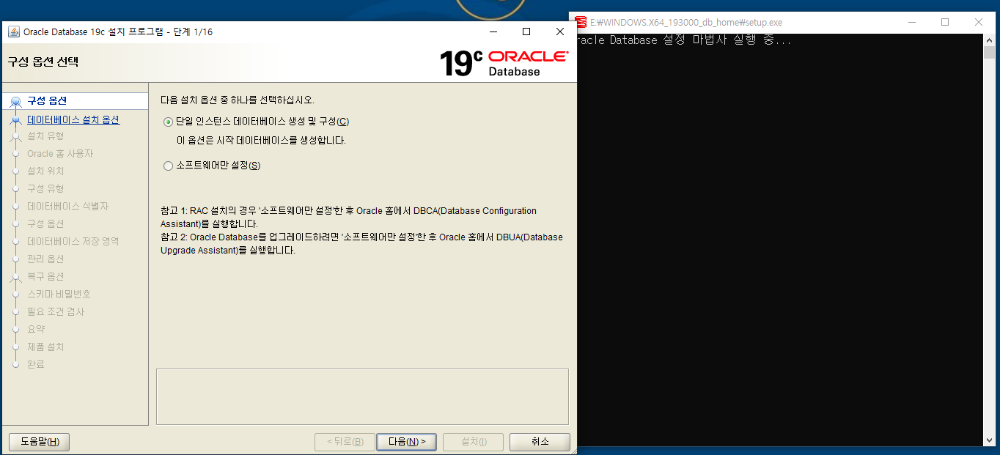 Oracle Database 19c 설치 프로그램 - 단계 1/16
구성 옵션 선택
19c ORACLE
Database
구성 옵션
데이터베이스 설치 옵션
설치 유형
Oracle 홈 사용자
설치 위치
구성 유형
데이터베이스 식별자
구성 옵션
데이터베이스 저장 영역
관리 옵션
복구 옵션
스키마 비밀번호
필요 조건 검사
요약
제품 설치
완료
다음 설치 옵션 중 하나를 선택하십시오.
단일 인스턴스 데이터베이스 생성 및 구성(C)
이 옵션은 시작 데이터베이스를 생성합니다.
소프트웨어만 설정(S)
참고 1: RAC 설치의 경우 '소프트웨어만 설정'한 후 Oracle 홈에서 DBCA(Database Configuration
Assistant)를 실행합니다.
참고 2: Oracle Database를 업그레이드하려면 '소프트웨어만 설정'한 후 Oracle 홈에서 DBUA(Database
Upgrade Assistant)를 실행합니다.
도움말(H)
< 뒤로(B)
다음(N) >
설치(I)
취소
E:₩WINDOWS.X64_193000_db_home₩setup.exe
racle Database 설정 마법사 실행 중...